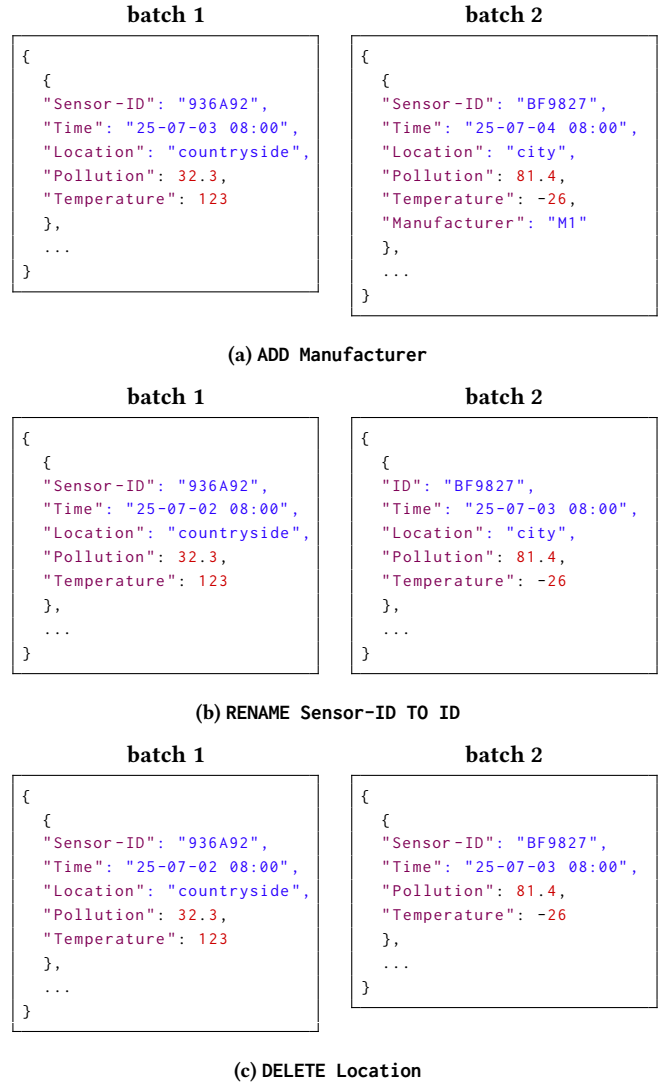 batch 1
{
{
"Sensor-ID": "936A92",
"Time": "25-07-03 08:00",
"Location": "countryside",
"Pollution": 32.3,
"Temperature": 123
},
...
}
batch 2
{
{
"Sensor-ID": "BF9827",
"Time": "25-07-04 08:00",
"Location": "city",
"Pollution": 81.4,
"Temperature": -26,
"Manufacturer": "M1"
},
...
}
(a) ADD Manufacturer
batch 1
{
{
"Sensor-ID": "936A92",
"Time": "25-07-02 08:00",
"Location": "countryside",
"Pollution": 32.3,
"Temperature": 123
},
...
}
batch 2
{
{
"ID": "BF9827",
"Time": "25-07-03 08:00",
"Location": "city",
"Pollution": 81.4,
"Temperature": -26
},
...
}
(b) RENAME Sensor-ID TO ID
batch 1
{
{
"Sensor-ID": "936A92",
"Time": "25-07-02 08:00",
"Location": "countryside",
"Pollution": 32.3,
"Temperature": 123
},
...
}
batch 2
{
{
"Sensor-ID": "BF9827",
"Time": "25-07-03 08:00",
"Pollution": 81.4,
"Temperature": -26
},
...
}
(c) DELETE Location